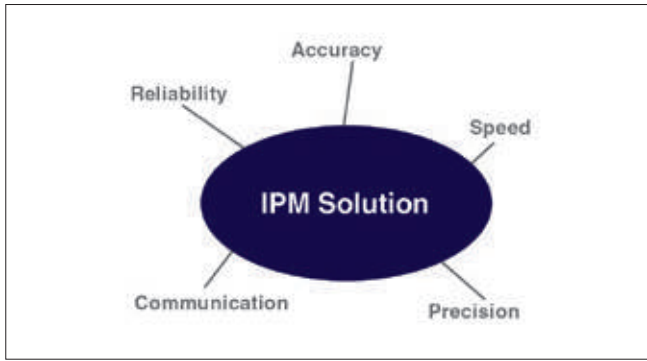 Accuracy
Reliability
Speed
IPM Solution
Communication
Precision